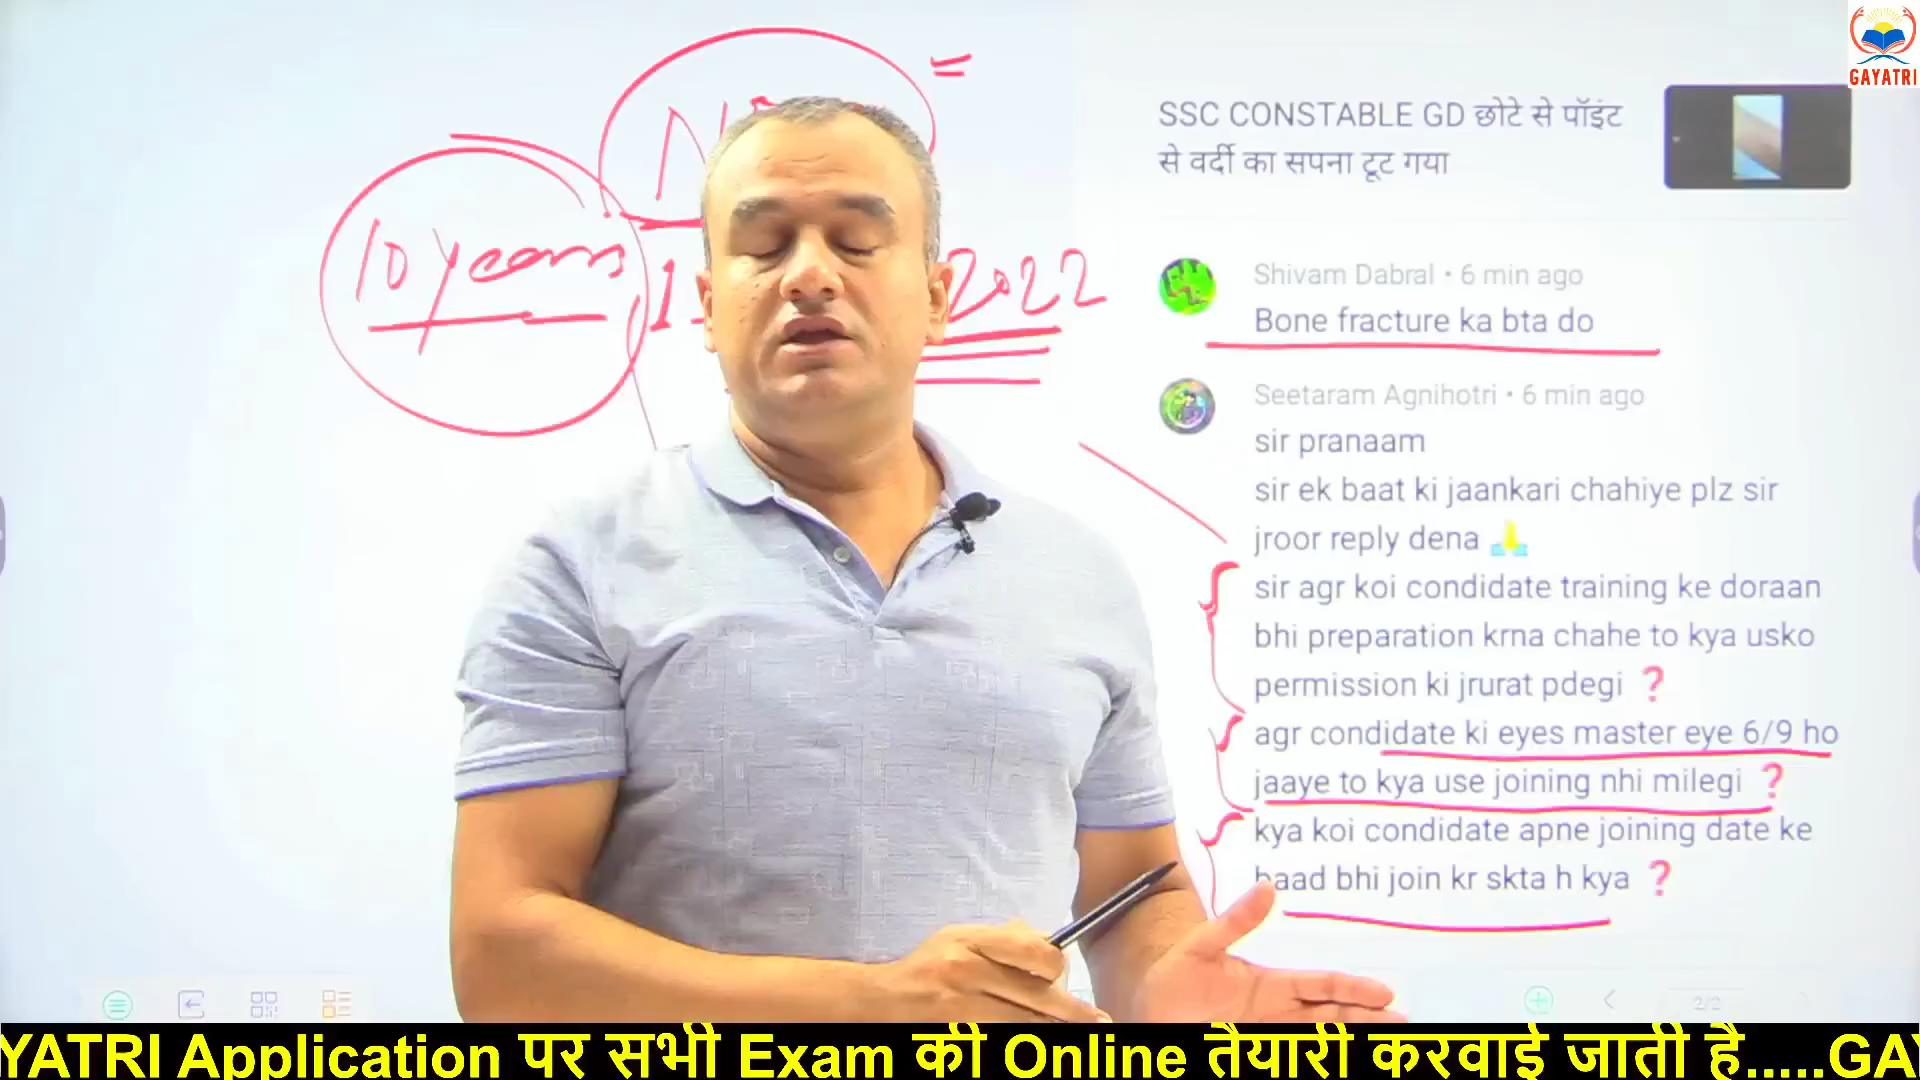 GAYATRI
SSC CONSTABLE GD छोटे से पॉइंट
से वर्दी का सपना टूट गया
10 years
2022
Shivam Dabral • 6 min ago
Bone fracture ka bta do
Seetaram Agnihotri • 6 min ago
sir pranaam
sir ek baat ki jaankari chahiye plz sir
jroor reply dena 🙏
sir agr koi condidate training ke doraan
bhi preparation krna chahe to kya usko
permission ki jrurat pdegi ❓
agr condidate ki eyes master eye 6/9 ho
jaaye to kya use joining nhi milegi ❓
kya koi condidate apne joining date ke
baad bhi join kr skta h kya ❓
2/2
YATRI Application पर सभी Exam की Online तैयारी करवाई जाती है.....GAY